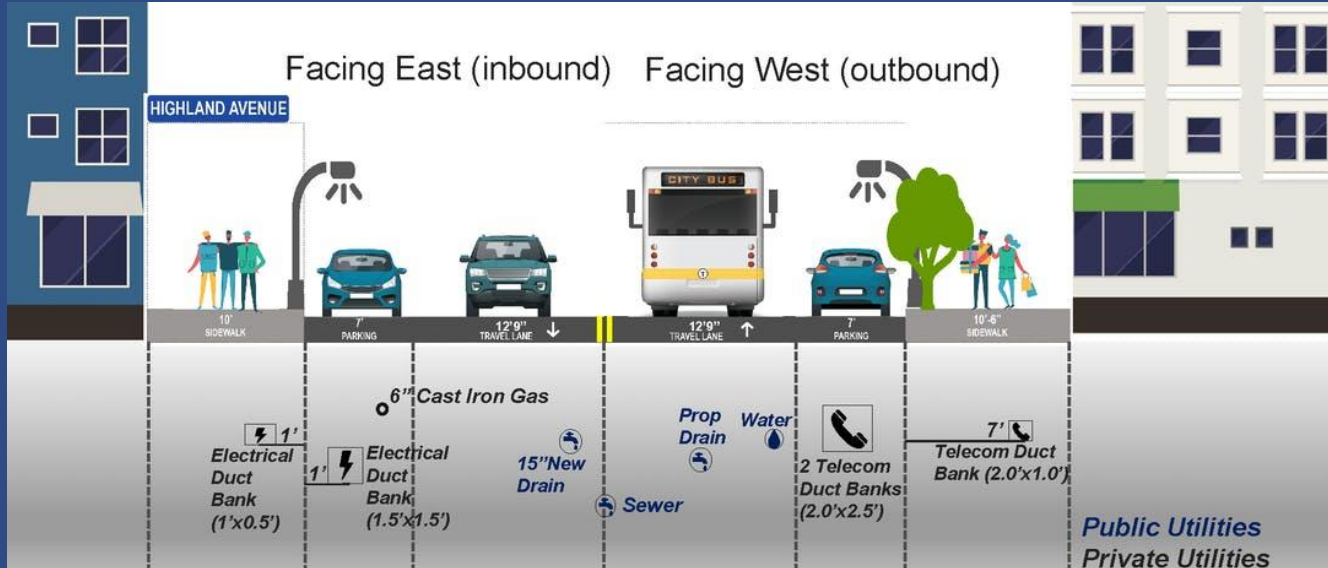 Facing East (inbound)
Facing West (outbound)
HIGHLAND AVENUE
CITY BUS
T
10'
SIDEWALK
7'
PARKING
12'9"
TRAVEL LANE
12'9"
TRAVEL LANE
7'
PARKING
10'-6"
SIDEWALK
6" Cast Iron Gas
1'
Electrical
Duct
Bank
(1'x0.5')
1'
Electrical
Duct
Bank
(1.5'x1.5')
15"New
Drain
Sewer
Prop
Drain
Water
2 Telecom
Duct Banks
(2.0'x2.5')
7'
Telecom Duct
Bank (2.0'x1.0')
Public Utilities
Private Utilities